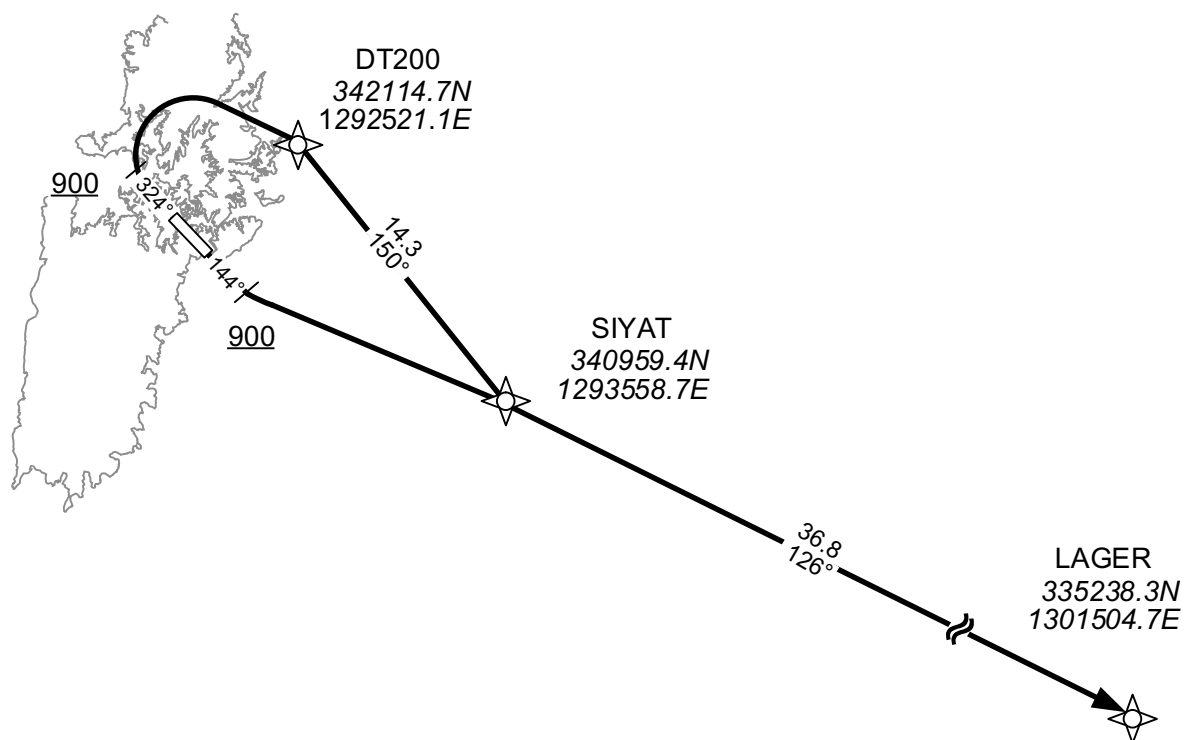 DT200
342114.7N
1292521.1E
900
324°
144°
900
14.3
150°
SIYAT
340959.4N
1293558.7E
36.8
126°
LAGER
335238.3N
1301504.7E